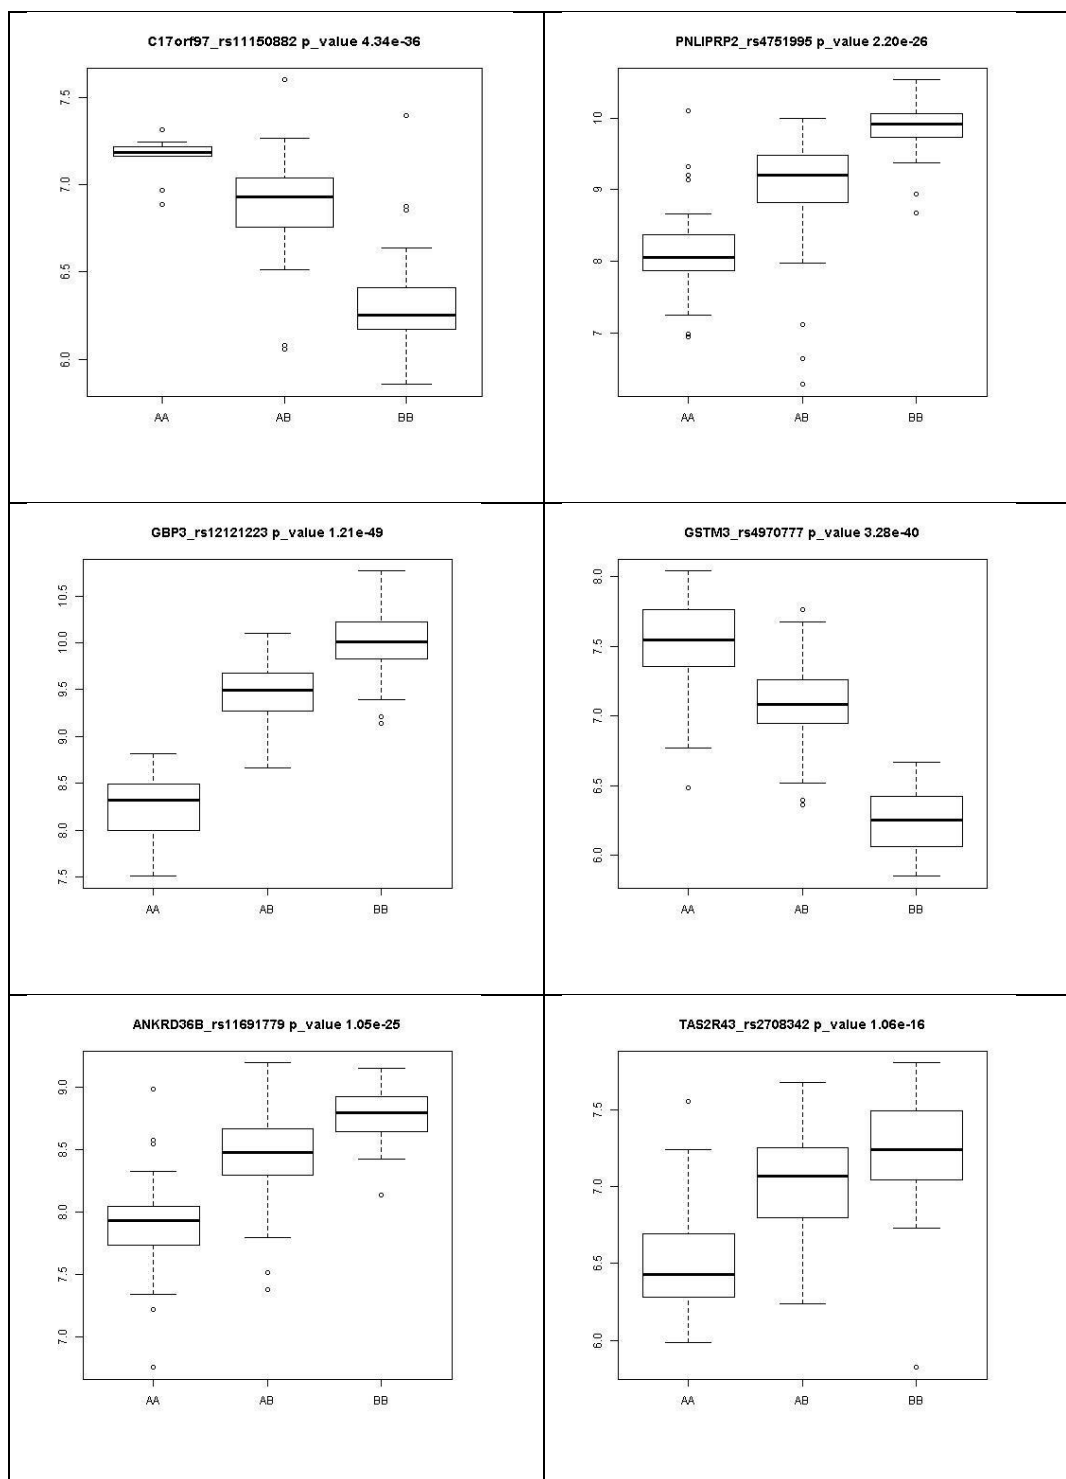 C17orf97_rs11150882 p_value 4.34e-36
7.5
7.0
6.5
6.0
AA AB BB
PNLIPRP2_rs4751995 p_value 2.20e-26
10
9
8
7
AA AB BB
GBP3_rs12121223 p_value 1.21e-49
10.5
10.0
9.5
9.0
8.5
8.0
7.5
AA AB BB
GSTM3_rs4970777 p_value 3.28e-40
8.0
7.5
7.0
6.5
6.0
AA AB BB
ANKRD36B_rs11691779 p_value 1.05e-25
9.0
8.5
8.0
7.5
7.0
AA AB BB
TAS2R43_rs2708342 p_value 1.06e-16
7.5
7.0
6.5
6.0
AA AB BB